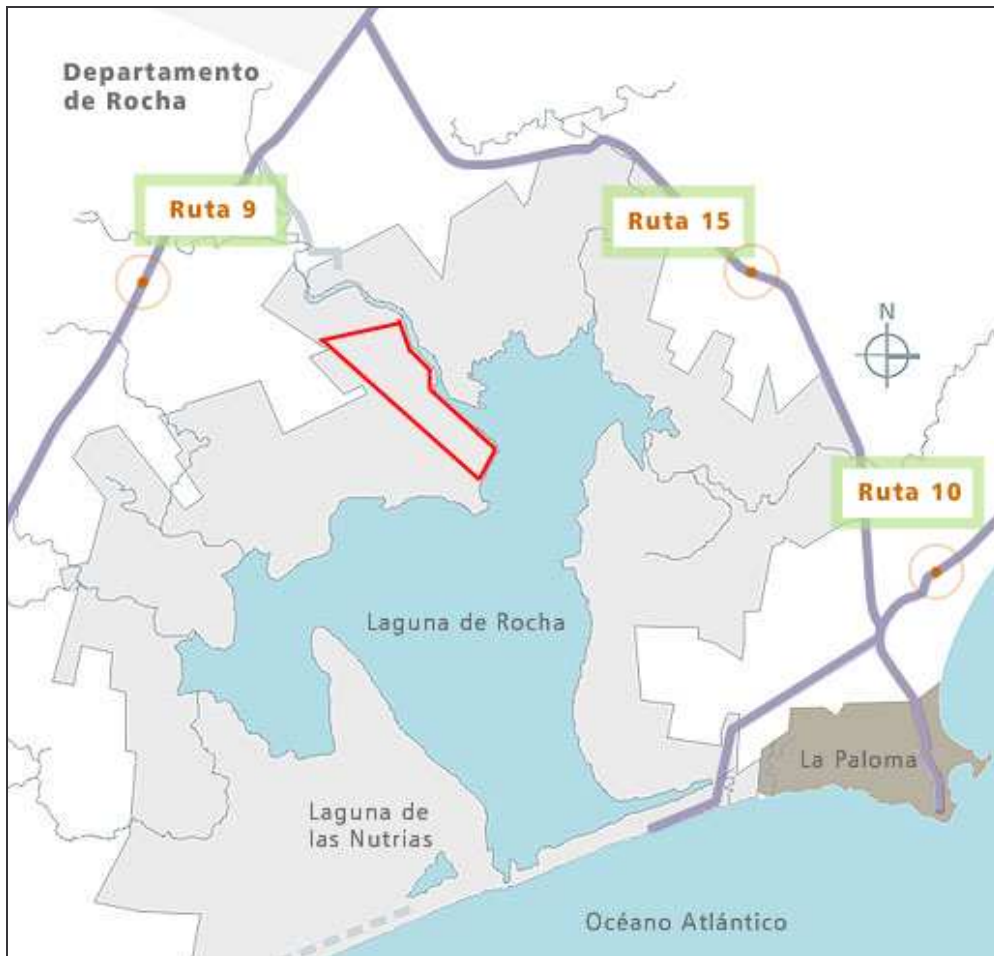 Departamento
de Rocha
Ruta 9
Ruta 15
N
Ruta 10
Laguna de Rocha
La Paloma
Laguna de
las Nutrias
Océano Atlántico